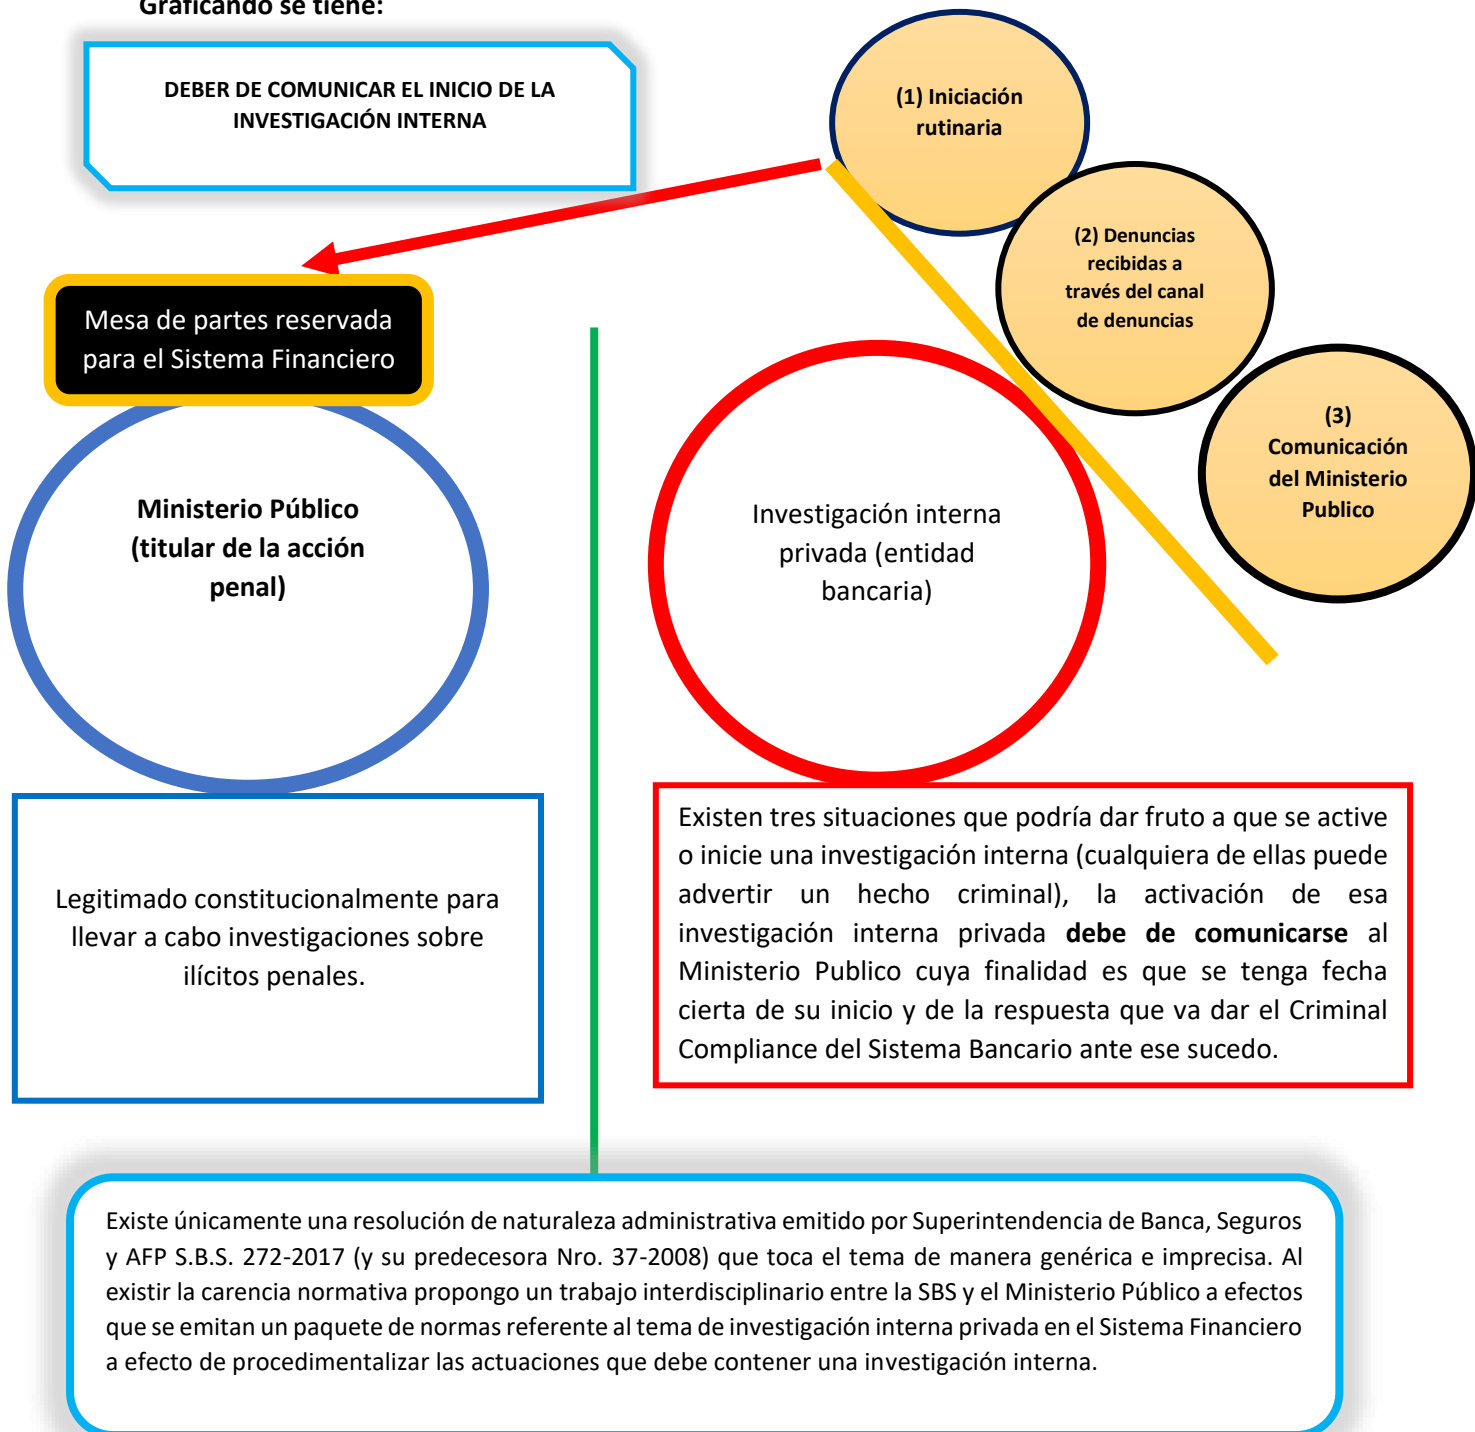 Graficando se tiene:
DEBER DE COMUNICAR EL INICIO DE LA
INVESTIGACIÓN INTERNA
(1) Iniciación
rutinaria
(2) Denuncias
recibidas a
través del canal
de denuncias
(3)
Comunicación
del Ministerio
Publico
Mesa de partes reservada
para el Sistema Financiero
Ministerio Público
(titular de la acción
penal)
Investigación interna
privada (entidad
bancaria)
Legitimado constitucionalmente para
llevar a cabo investigaciones sobre
ilícitos penales.
Existen tres situaciones que podría dar fruto a que se active
o inicie una investigación interna (cualquiera de ellas puede
advertir un hecho criminal), la activación de esa
investigación interna privada debe de comunicarse al
Ministerio Publico cuya finalidad es que se tenga fecha
cierta de su inicio y de la respuesta que va dar el Criminal
Compliance del Sistema Bancario ante ese sucedo.
Existe únicamente una resolución de naturaleza administrativa emitido por Superintendencia de Banca, Seguros
y AFP S.B.S. 272-2017 (y su predecesora Nro. 37-2008) que toca el tema de manera genérica e imprecisa. Al
existir la carencia normativa propongo un trabajo interdisciplinario entre la SBS y el Ministerio Público a efectos
que se emitan un paquete de normas referente al tema de investigación interna privada en el Sistema Financiero
a efecto de procedimentalizar las actuaciones que debe contener una investigación interna.